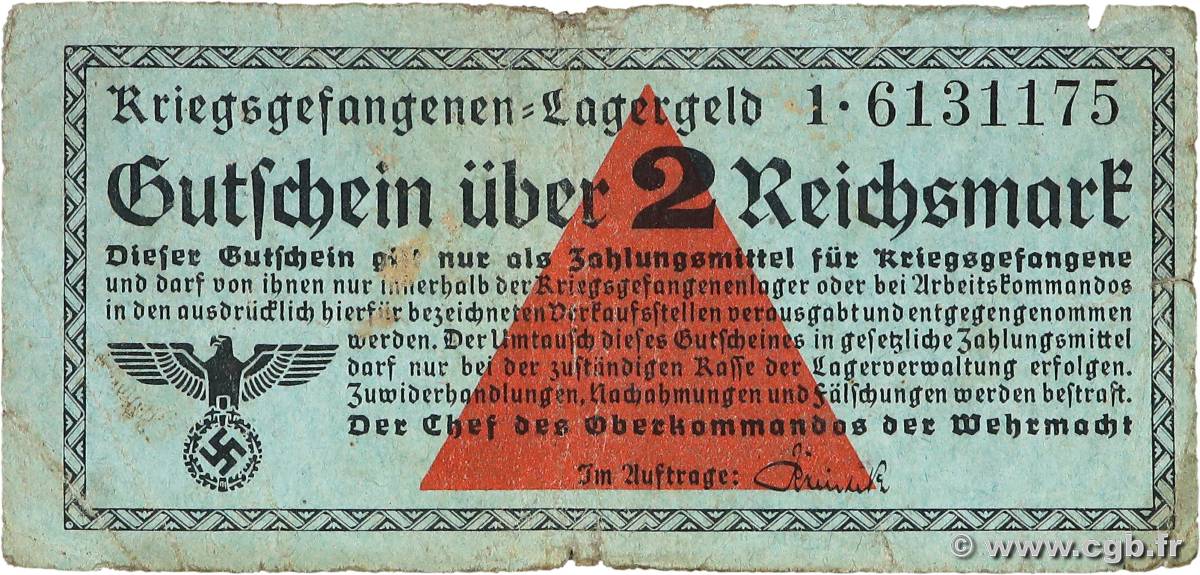 Kriegsgefangenen-Lagergeld 1·6131175
Gutschein über 2 Reichsmark
Dieser Gutschein gilt nur als Zahlungsmittel für Kriegsgefangene
und darf von ihnen nur innerhalb der Kriegsgefangenenlager oder bei Arbeitskommandos
in den ausdrücklich hierfür bezeichneten Verkaufsstellen verausgabt und entgegengenommen
werden. Der Umtausch dieses Gutscheines in gesetzliche Zahlungsmittel
darf nur bei der zuständigen Kasse der Lagerverwaltung erfolgen.
Zuwiderhandlungen, Nachahmungen und Fälschungen werden bestraft.
Der Chef des Oberkommandos der Wehrmacht
Im Auftrage:
© www.cgb.fr